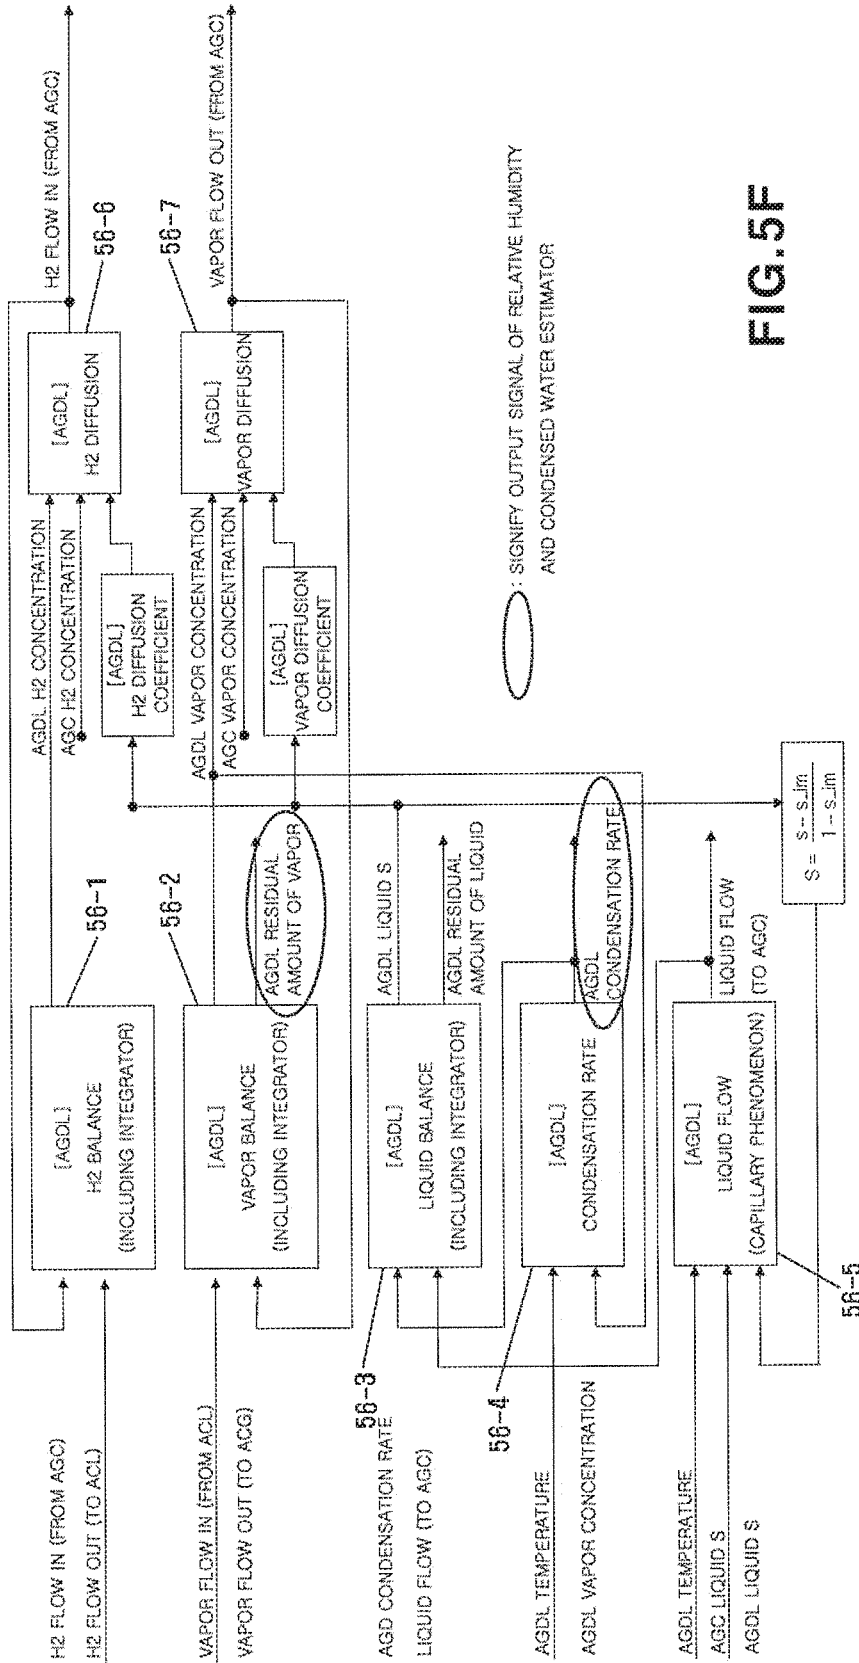 H2 FLOW IN (FROM AGC)
H2 FLOW OUT (TO ACL)
[AGDL]
H2 BALANCE
(INCLUDING INTEGRATOR)
56-1
AGDL H2 CONCENTRATION
AGC H2 CONCENTRATION
[AGDL]
H2 DIFFUSION
COEFFICIENT
[AGDL]
H2 DIFFUSION
56-6
H2 FLOW IN (FROM AGC)
VAPOR FLOW IN (FROM ACL)
VAPOR FLOW OUT (TO ACG)
[AGDL]
VAPOR BALANCE
(INCLUDING INTEGRATOR)
56-2
AGDL RESIDUAL
AMOUNT OF VAPOR
AGDL VAPOR CONCENTRATION
AGC VAPOR CONCENTRATION
[AGDL]
VAPOR DIFFUSION
COEFFICIENT
[AGDL]
VAPOR DIFFUSION
56-7
VAPOR FLOW OUT (FROM AGC)
56-3
AGD CONDENSATION RATE
LIQUID FLOW (TO AGC)
[AGDL]
LIQUID BALANCE
(INCLUDING INTEGRATOR)
AGDL LIQUID S
AGDL RESIDUAL
AMOUNT OF LIQUID
56-4
AGDL TEMPERATURE
AGDL VAPOR CONCENTRATION
[AGDL]
CONDENSATION RATE
AGDL
CONDENSATION RATE
: SIGNIFY OUTPUT SIGNAL OF RELATIVE HUMIDITY
AND CONDENSED WATER ESTIMATOR
AGDL TEMPERATURE
AGC LIQUID S
AGDL LIQUID S
[AGDL]
LIQUID FLOW
(CAPILLARY PHENOMENON)
56-5
LIQUID FLOW
(TO AGC)
S = s - s_im / 1 - s_im
FIG.5F